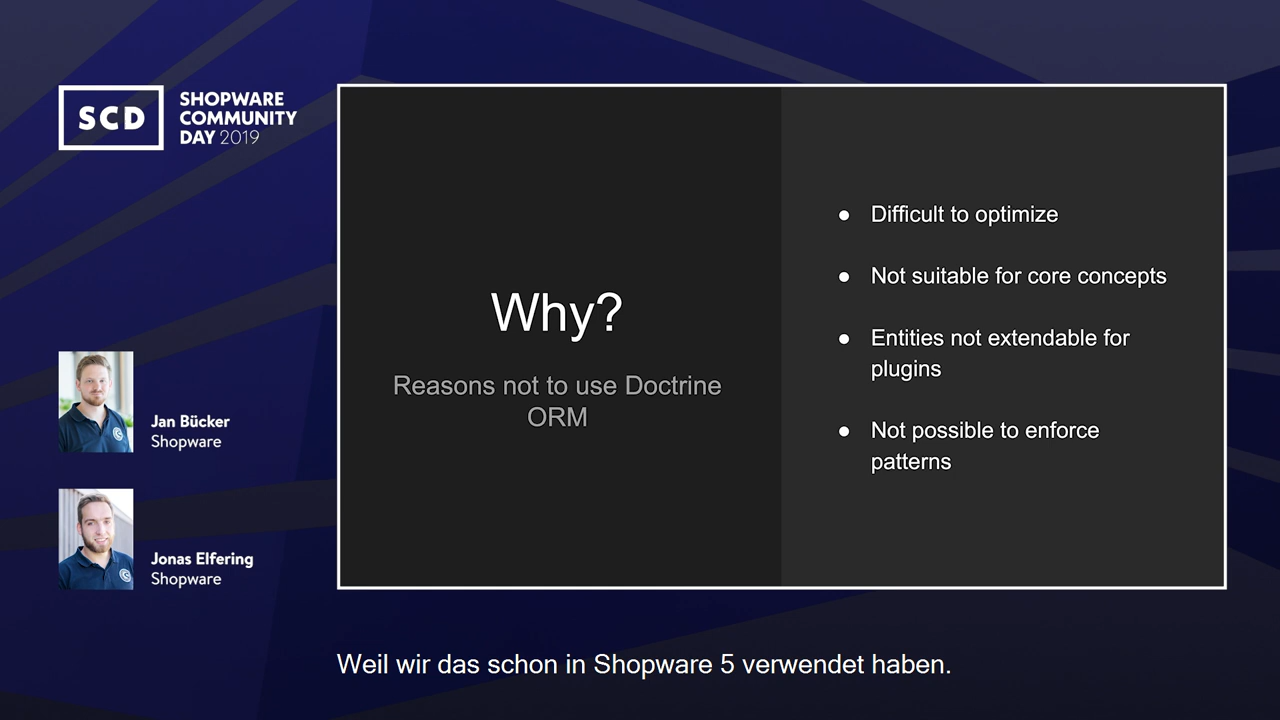 SCD
SHOPWARE
COMMUNITY
DAY 2019
Why?
Reasons not to use Doctrine
ORM
● Difficult to optimize
● Not suitable for core concepts
● Entities not extendable for
plugins
● Not possible to enforce
patterns
Jan Bücker
Shopware
Jonas Elfering
Shopware
Weil wir das schon in Shopware 5 verwendet haben.